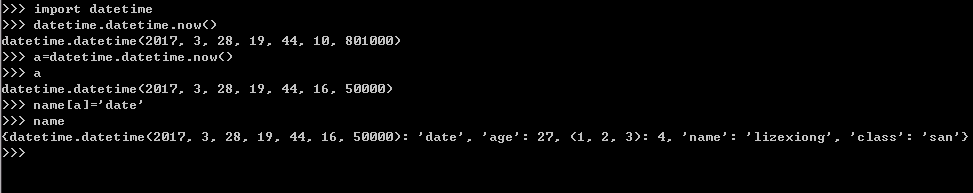 >>> import datetime
>>> datetime.datetime.now()
datetime.datetime(2017, 3, 28, 19, 44, 10, 801000)
>>> a=datetime.datetime.now()
>>> a
datetime.datetime(2017, 3, 28, 19, 44, 16, 50000)
>>> name[a]='date'
>>> name
{datetime.datetime(2017, 3, 28, 19, 44, 16, 50000): 'date', 'age': 27, (1, 2, 3): 4, 'name': 'lizexiong', 'class': 'san'}
>>>